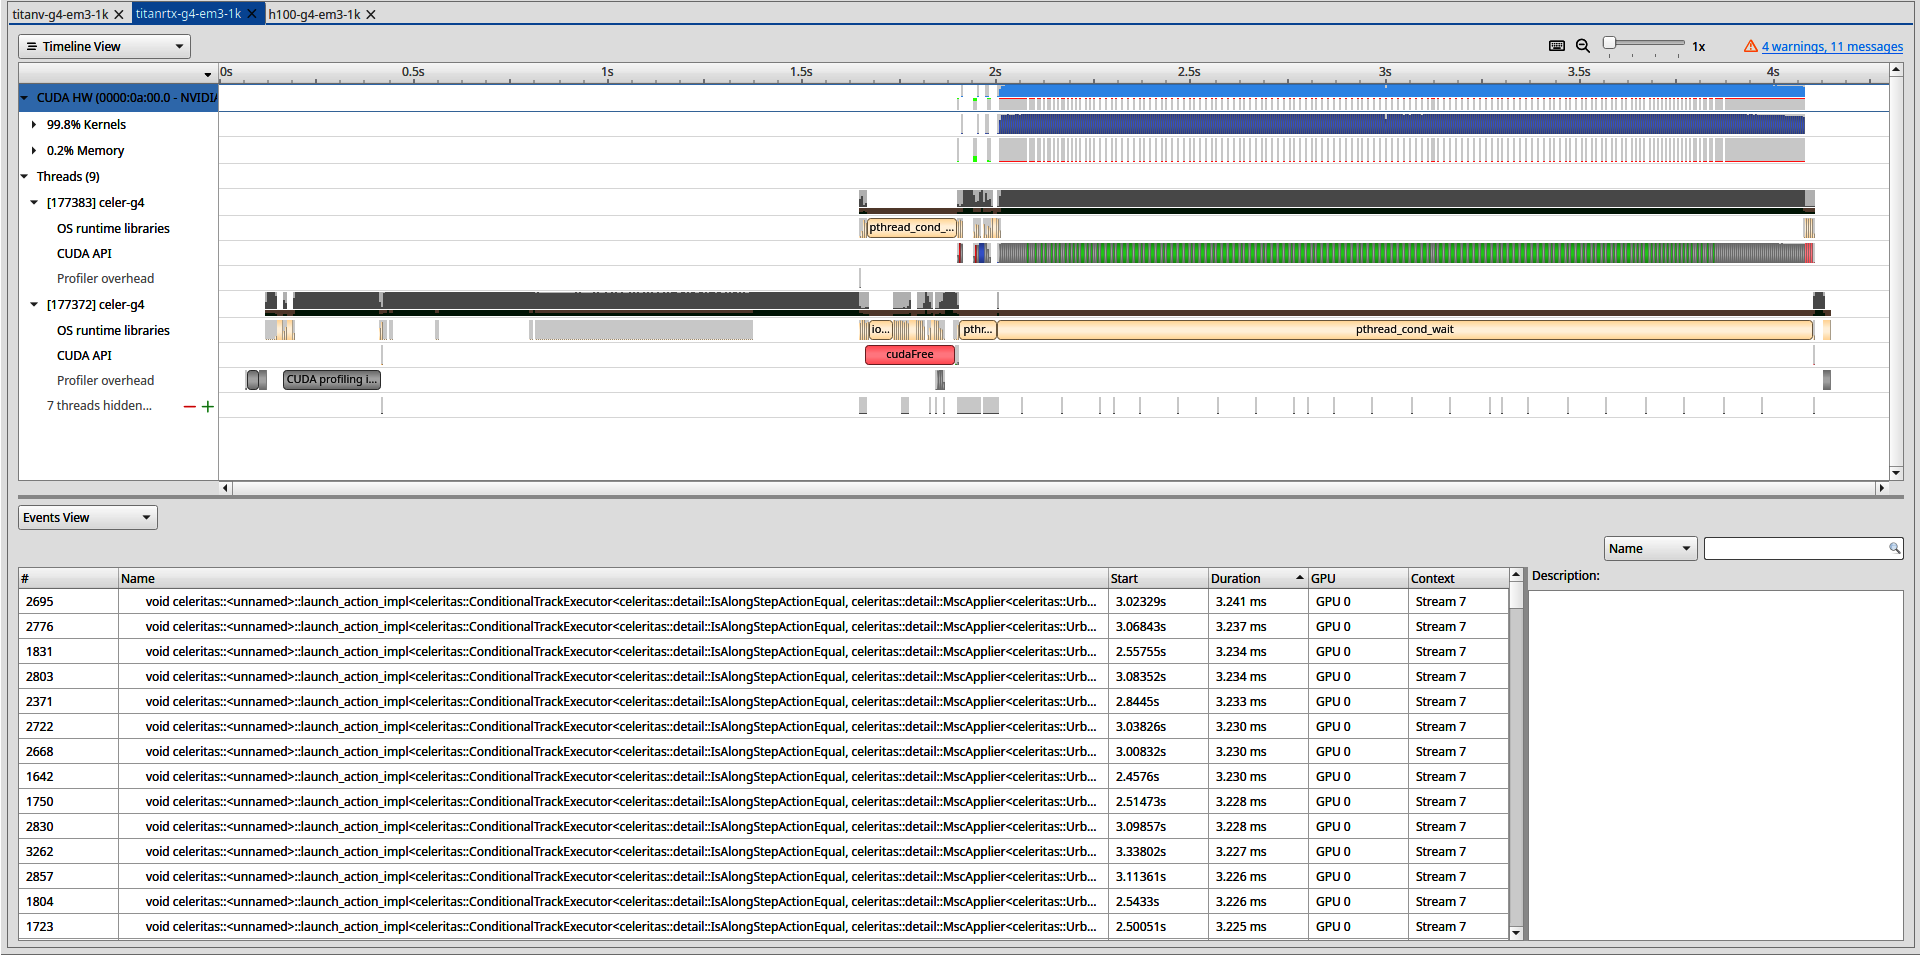 titanv-g4-em3-1k titanrtx-g4-em3-1k h100-g4-em3-1k
Timeline View 1x 4 warnings, 11 messages
0s 0.5s 1s 1.5s 2s 2.5s 3s 3.5s 4s
CUDA HW (0000:0a:00.0 - NVIDIA
99.8% Kernels
0.2% Memory
Threads (9)
[177383] celer-g4
OS runtime libraries pthread_cond_...
CUDA API
Profiler overhead
[177372] celer-g4
OS runtime libraries io... pthr... pthread_cond_wait
CUDA API cudaFree
Profiler overhead CUDA profiling i...
7 threads hidden...
Events View
Name
# Name Start Duration GPU Context Description:
2695 void celeritas::<unnamed>::launch_action_impl<celeritas::ConditionalTrackExecutor<celeritas::detail::IsAlongStepActionEqual, celeritas::detail::MscApplier<celeritas::Urb... 3.02329s 3.241 ms GPU 0 Stream 7
2776 void celeritas::<unnamed>::launch_action_impl<celeritas::ConditionalTrackExecutor<celeritas::detail::IsAlongStepActionEqual, celeritas::detail::MscApplier<celeritas::Urb... 3.06843s 3.237 ms GPU 0 Stream 7
1831 void celeritas::<unnamed>::launch_action_impl<celeritas::ConditionalTrackExecutor<celeritas::detail::IsAlongStepActionEqual, celeritas::detail::MscApplier<celeritas::Urb... 2.55755s 3.234 ms GPU 0 Stream 7
2803 void celeritas::<unnamed>::launch_action_impl<celeritas::ConditionalTrackExecutor<celeritas::detail::IsAlongStepActionEqual, celeritas::detail::MscApplier<celeritas::Urb... 3.08352s 3.234 ms GPU 0 Stream 7
2371 void celeritas::<unnamed>::launch_action_impl<celeritas::ConditionalTrackExecutor<celeritas::detail::IsAlongStepActionEqual, celeritas::detail::MscApplier<celeritas::Urb... 2.8445s 3.233 ms GPU 0 Stream 7
2722 void celeritas::<unnamed>::launch_action_impl<celeritas::ConditionalTrackExecutor<celeritas::detail::IsAlongStepActionEqual, celeritas::detail::MscApplier<celeritas::Urb... 3.03826s 3.230 ms GPU 0 Stream 7
2668 void celeritas::<unnamed>::launch_action_impl<celeritas::ConditionalTrackExecutor<celeritas::detail::IsAlongStepActionEqual, celeritas::detail::MscApplier<celeritas::Urb... 3.00832s 3.230 ms GPU 0 Stream 7
1642 void celeritas::<unnamed>::launch_action_impl<celeritas::ConditionalTrackExecutor<celeritas::detail::IsAlongStepActionEqual, celeritas::detail::MscApplier<celeritas::Urb... 2.4576s 3.230 ms GPU 0 Stream 7
1750 void celeritas::<unnamed>::launch_action_impl<celeritas::ConditionalTrackExecutor<celeritas::detail::IsAlongStepActionEqual, celeritas::detail::MscApplier<celeritas::Urb... 2.51473s 3.228 ms GPU 0 Stream 7
2830 void celeritas::<unnamed>::launch_action_impl<celeritas::ConditionalTrackExecutor<celeritas::detail::IsAlongStepActionEqual, celeritas::detail::MscApplier<celeritas::Urb... 3.09857s 3.228 ms GPU 0 Stream 7
3262 void celeritas::<unnamed>::launch_action_impl<celeritas::ConditionalTrackExecutor<celeritas::detail::IsAlongStepActionEqual, celeritas::detail::MscApplier<celeritas::Urb... 3.33802s 3.227 ms GPU 0 Stream 7
2857 void celeritas::<unnamed>::launch_action_impl<celeritas::ConditionalTrackExecutor<celeritas::detail::IsAlongStepActionEqual, celeritas::detail::MscApplier<celeritas::Urb... 3.11361s 3.226 ms GPU 0 Stream 7
1804 void celeritas::<unnamed>::launch_action_impl<celeritas::ConditionalTrackExecutor<celeritas::detail::IsAlongStepActionEqual, celeritas::detail::MscApplier<celeritas::Urb... 2.5433s 3.226 ms GPU 0 Stream 7
1723 void celeritas::<unnamed>::launch_action_impl<celeritas::ConditionalTrackExecutor<celeritas::detail::IsAlongStepActionEqual, celeritas::detail::MscApplier<celeritas::Urb... 2.50051s 3.225 ms GPU 0 Stream 7